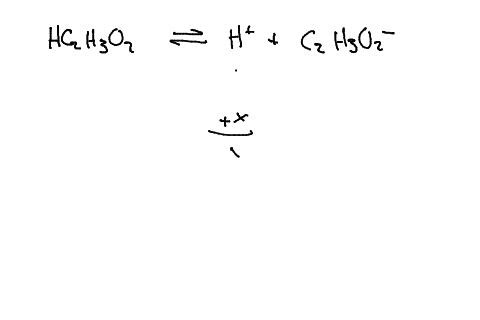 HC₂H₃O₂ ⇌ H⁺ + C₂H₃O₂⁻
+x